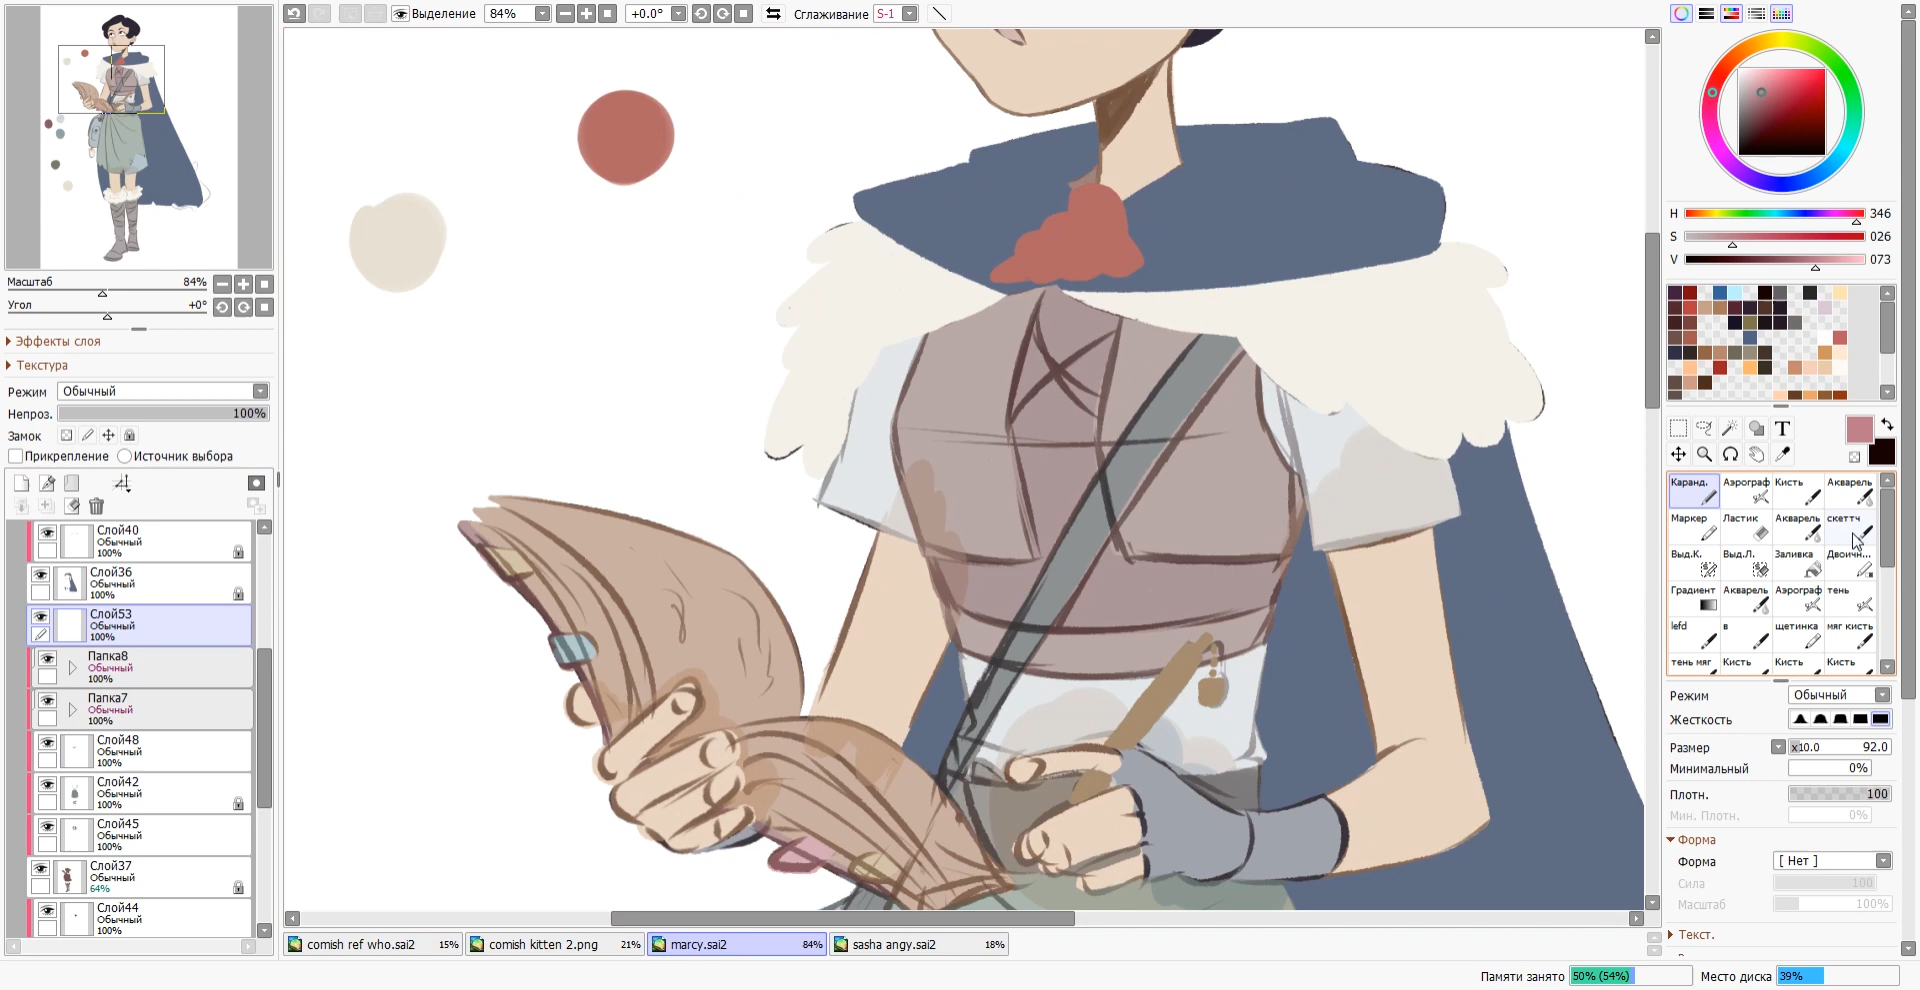 Выделение 84% +0.0° Сглаживание S-1
Масштаб 84%
Угол +0°
Эффекты слоя
Текстура
Режим Обычный
Непроз. 100%
Замок
Прикрепление Источник выбора
Слой40
Обычный
100%
Слой36
Обычный
100%
Слой53
Обычный
100%
Папка8
Обычный
100%
Папка7
Обычный
100%
Слой48
Обычный
100%
Слой42
Обычный
100%
Слой45
Обычный
100%
Слой37
Обычный
64%
Слой44
Обычный
100%
comish ref who.sai2 15% comish kitten 2.png 21% marcy.sai2 84% sasha angy.sai2 18%
H 346
S 026
V 073
T
Каранд. Аэрограф Кисть Акварель
Маркер Ластик Акварель скеттч
Выд.К. Выд.Л. Заливка Двоичн...
Градиент Акварель Аэрограф тень
lefd в щетинка мяг кисть
тень мяг Кисть Кисть Кисть
Режим Обычный
Жесткость
Размер x10.0 92.0
Минимальный 0%
Плотн. 100
Мин. Плотн. 0%
Форма
Форма [ Нет ]
Сила 100
Масштаб 100%
Текст.
Памяти занято 50% (54%) Место диска 39%